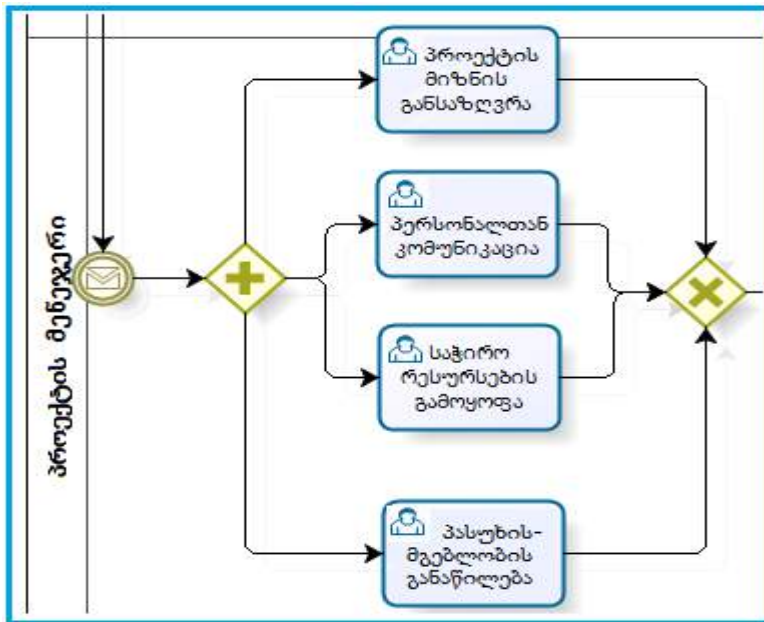 პროექტის მენეჯერი
პროექტის
მიზნის
განსაზღვრა
პერსონალთან
კომუნიკაცია
საჭირო
რესურსების
გამოყოფა
პასუხის-
მგებლობის
განაწილება